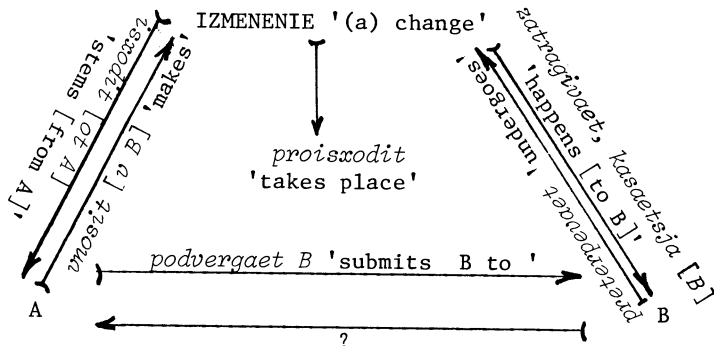 IZMENENIE '(a) change'
isxodit [ot A]
'stems [from A]'
vnosit [v B] 'makes'
zatragivaet, kasaetsja [B]
'happens [to B]'
'undergoes'
preterpevaet
proisxodit
'takes place'
podvergaet B 'submits B to '
A
B
?